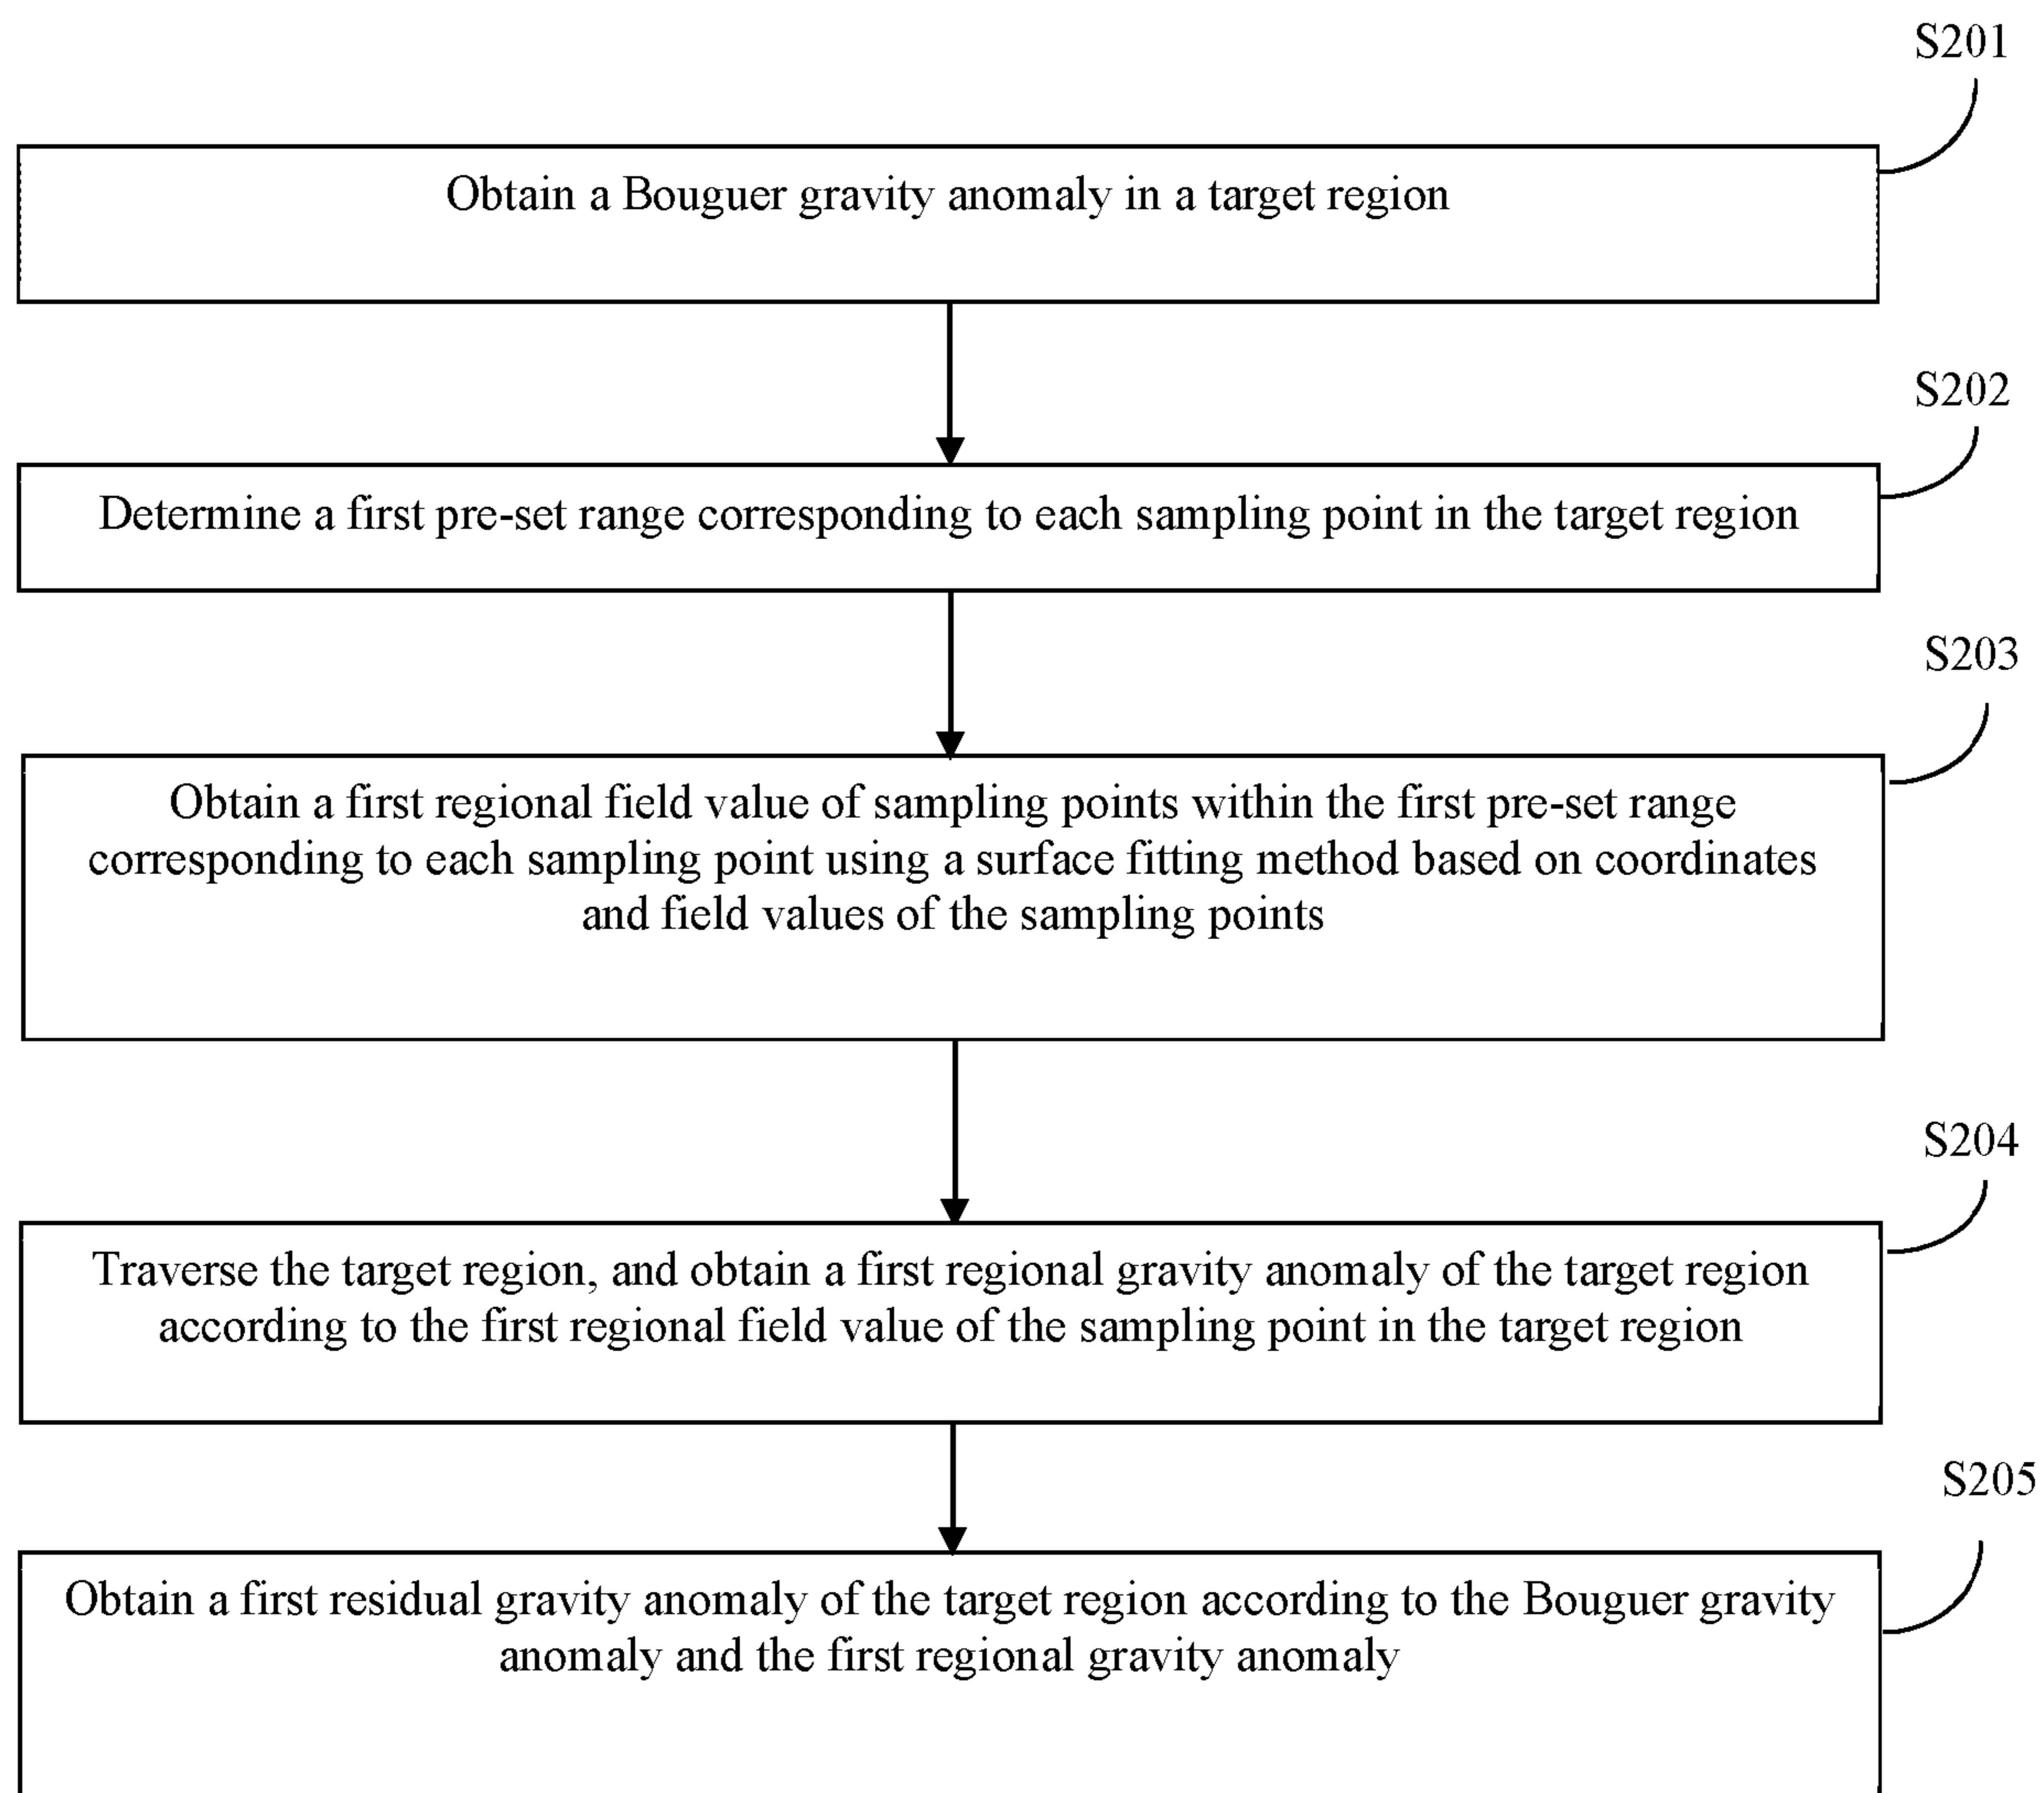 S201
Obtain a Bouguer gravity anomaly in a target region
S202
Determine a first pre-set range corresponding to each sampling point in the target region
S203
Obtain a first regional field value of sampling points within the first pre-set range
corresponding to each sampling point using a surface fitting method based on coordinates
and field values of the sampling points
S204
Traverse the target region, and obtain a first regional gravity anomaly of the target region
according to the first regional field value of the sampling point in the target region
S205
Obtain a first residual gravity anomaly of the target region according to the Bouguer gravity
anomaly and the first regional gravity anomaly